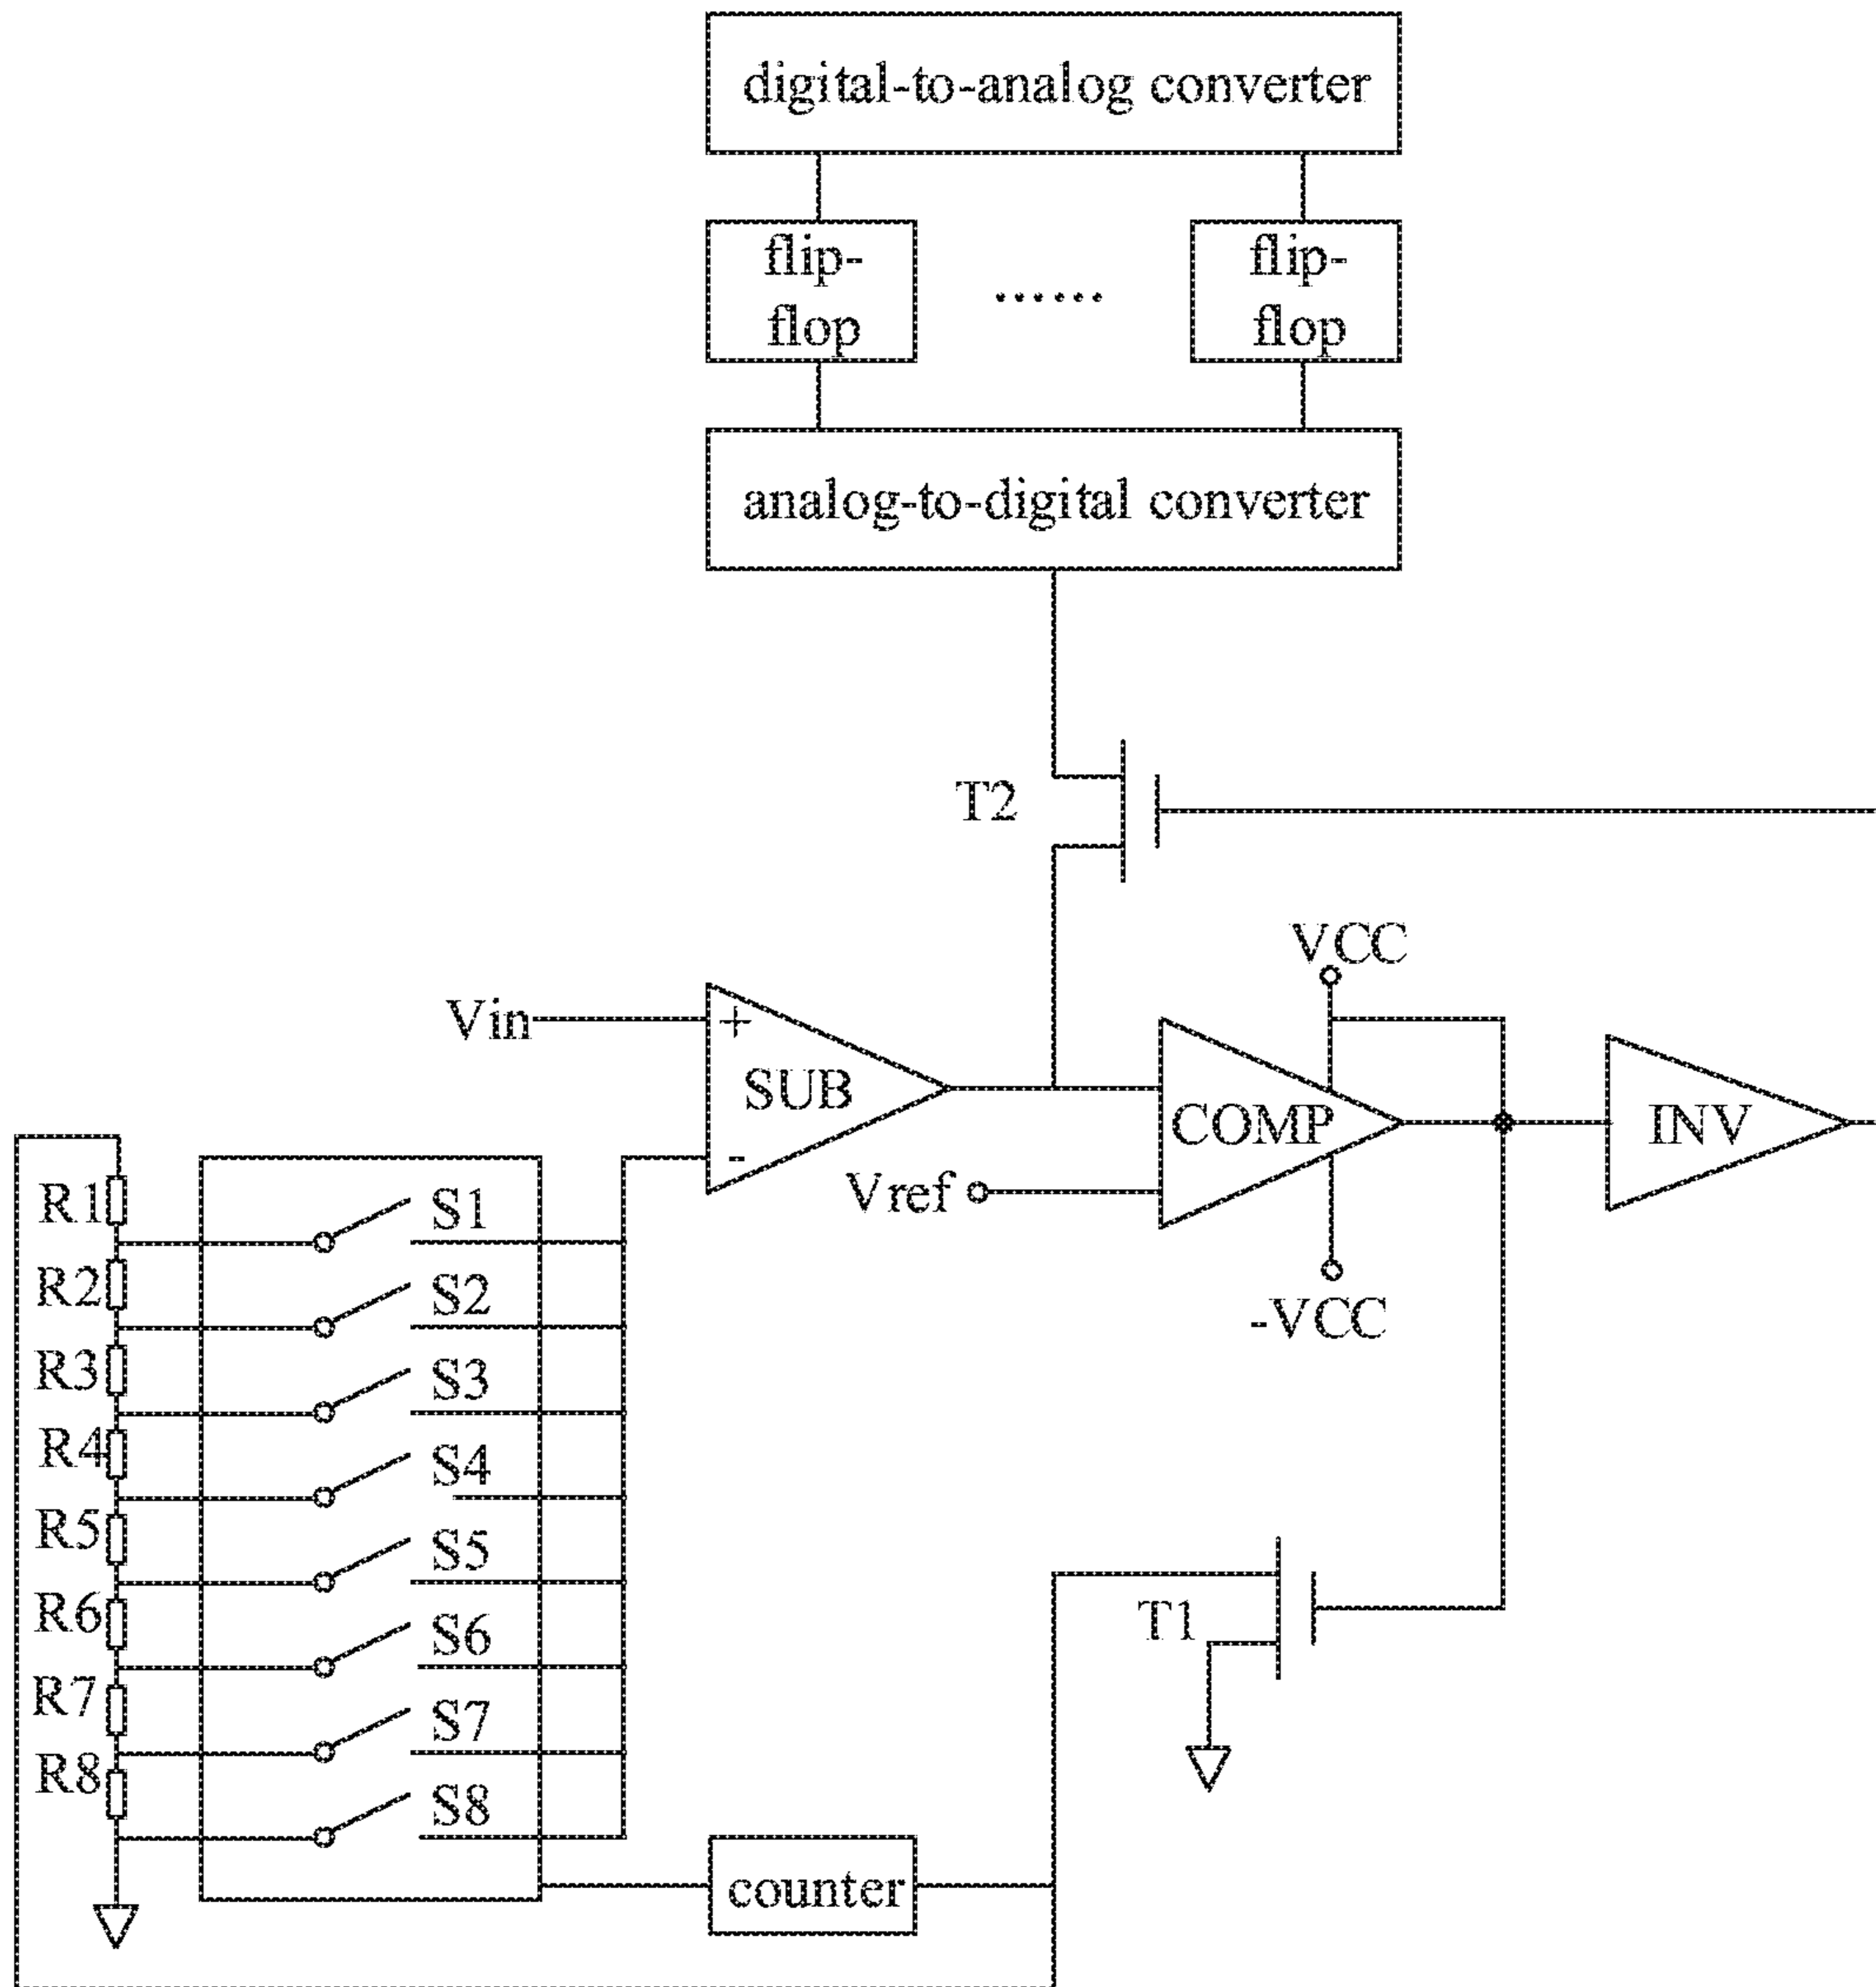 digital-to-analog converter
flip-
flop
......
flip-
flop
analog-to-digital converter
T2
VCC
Vin
+
SUB
-
COMP
INV
Vref
-VCC
R1
S1
R2
S2
R3
S3
R4
S4
R5
S5
R6
S6
T1
R7
S7
R8
S8
counter